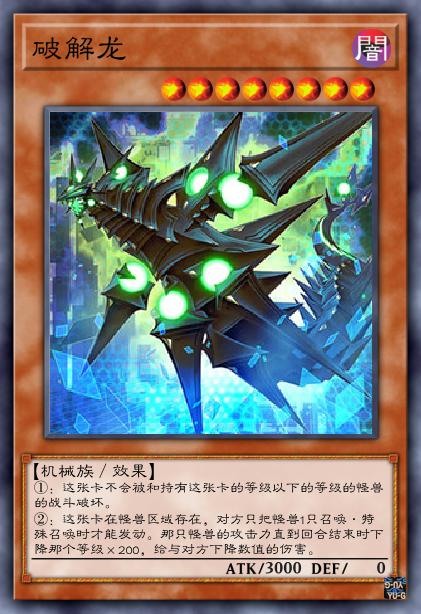 破解龙
闇
【机械族／效果】
①：这张卡不会被和持有这张卡的等级以下的等级的怪兽
的战斗破坏。
②：这张卡在怪兽区域存在，对方只把怪兽1只召唤·特
殊召唤时才能发动。那只怪兽的攻击力直到回合结束时下
降那个等级×200，给与对方下降数值的伤害。
ATK/3000 DEF/ 0